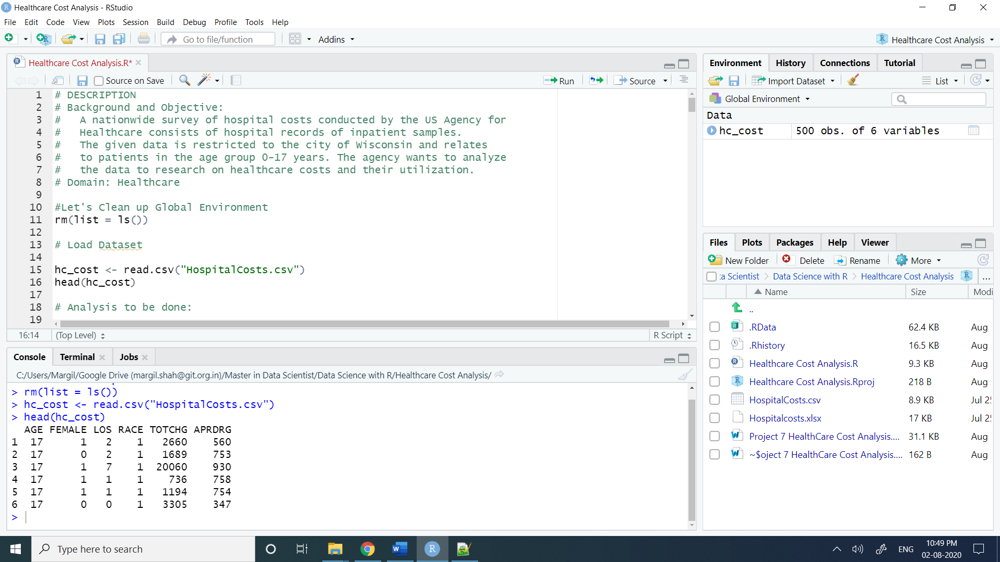 Healthcare Cost Analysis - RStudio
File Edit Code View Plots Session Build Debug Profile Tools Help
Go to file/function Addins Healthcare Cost Analysis
Healthcare Cost Analysis.R*
Source on Save Run Source
1 # DESCRIPTION
2 # Background and Objective:
3 #   A nationwide survey of hospital costs conducted by the US Agency for
4 #   Healthcare consists of hospital records of inpatient samples.
5 #   The given data is restricted to the city of Wisconsin and relates
6 #   to patients in the age group 0-17 years. The agency wants to analyze
7 #   the data to research on healthcare costs and their utilization.
8 # Domain: Healthcare
9
10 #Let's Clean up Global Environment
11 rm(list = ls())
12
13 # Load Dataset
14
15 hc_cost <- read.csv("HospitalCosts.csv")
16 head(hc_cost)
17
18 # Analysis to be done:
19
16:14 (Top Level) R Script
Console Terminal Jobs
C:/Users/Margil/Google Drive (margil.shah@git.org.in)/Master in Data Scientist/Data Science with R/Healthcare Cost Analysis/
> rm(list = ls())
> hc_cost <- read.csv("HospitalCosts.csv")
> head(hc_cost)
AGE FEMALE LOS RACE TOTCHG APRDRG
1 17 1 2 1 2660 560
2 17 0 2 1 1689 753
3 17 1 7 1 20060 930
4 17 1 1 1 736 758
5 17 1 1 1 1194 754
6 17 0 0 1 3305 347
>
Environment History Connections Tutorial
Import Dataset List
Global Environment
Data
hc_cost 500 obs. of 6 variables
Files Plots Packages Help Viewer
New Folder Delete Rename More
a Scientist > Data Science with R > Healthcare Cost Analysis R ...
Name Size Modi
..
.RData 62.4 KB Aug
.Rhistory 16.5 KB Aug
Healthcare Cost Analysis.R 9.3 KB Aug
Healthcare Cost Analysis.Rproj 218 B Aug
HospitalCosts.csv 8.9 KB Jul 2
Hospitalcosts.xlsx 17 KB Jul 2
Project 7 HealthCare Cost Analysis.... 31.1 KB Aug
~$oject 7 HealthCare Cost Analysis.... 162 B Aug
Type here to search ENG 10:49 PM
02-08-2020